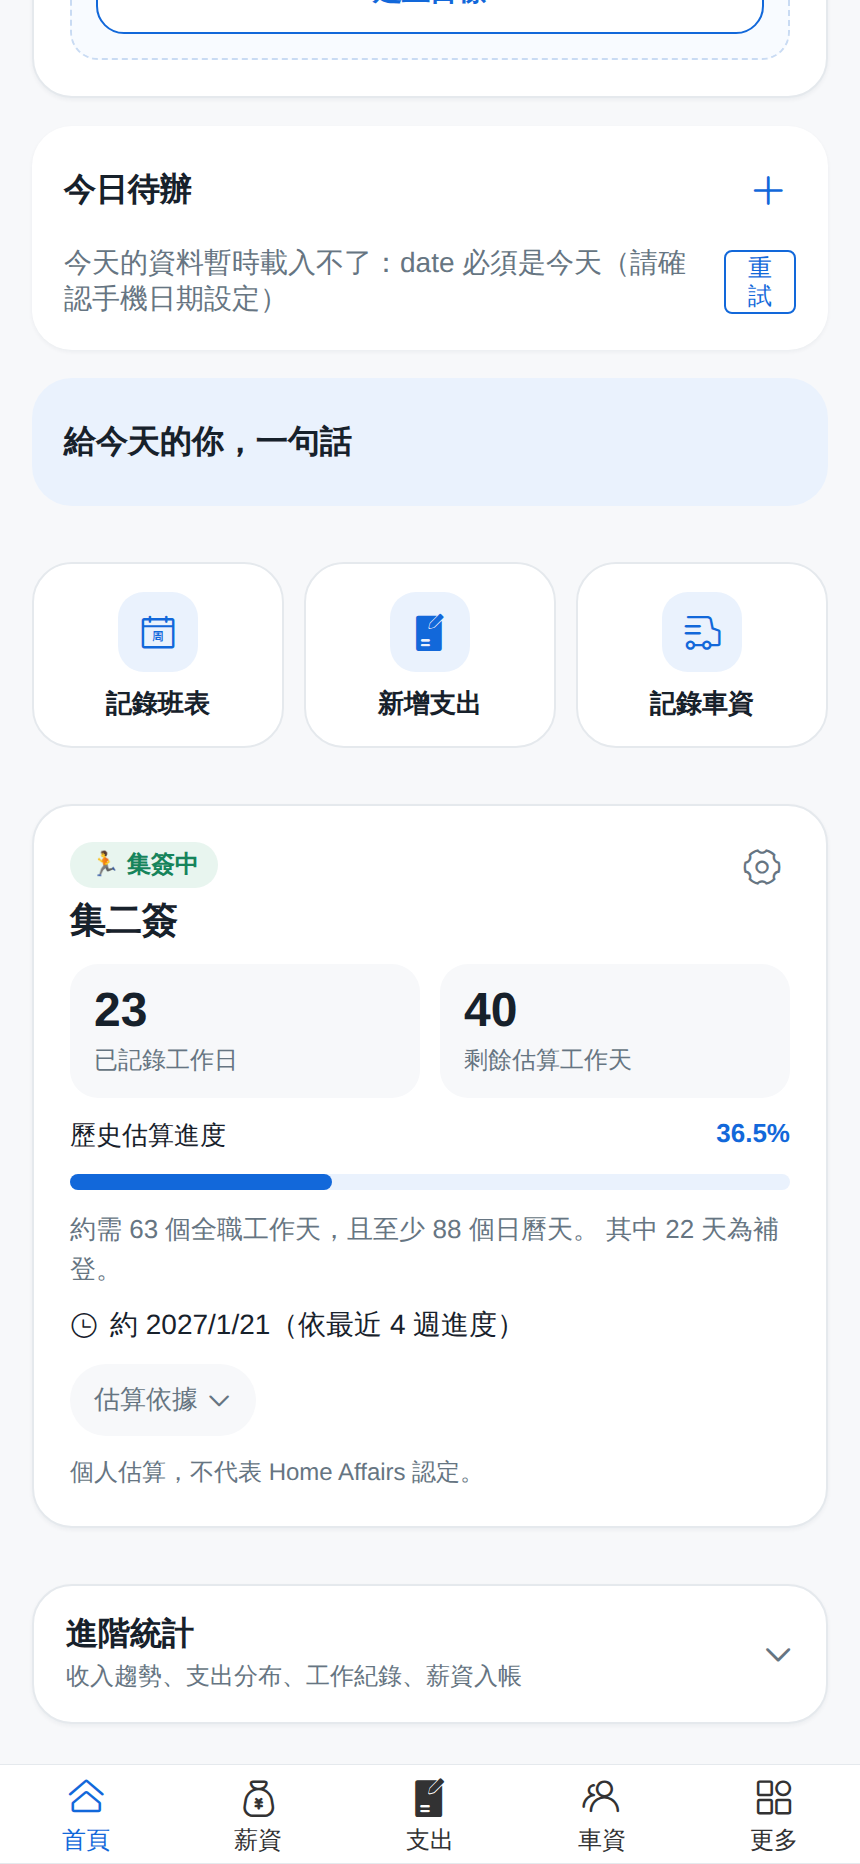 今日待辦
今天的資料暫時載入不了：date 必須是今天（請確
認手機日期設定）
重
試
給今天的你，一句話
周
記錄班表
新增支出
記錄車資
🏃 集簽中
集二簽
23
已記錄工作日
40
剩餘估算工作天
歷史估算進度
36.5%
約需 63 個全職工作天，且至少 88 個日曆天。 其中 22 天為補
登。
約 2027/1/21（依最近 4 週進度）
估算依據
個人估算，不代表 Home Affairs 認定。
進階統計
收入趨勢、支出分布、工作紀錄、薪資入帳
¥
首頁
薪資
支出
車資
更多